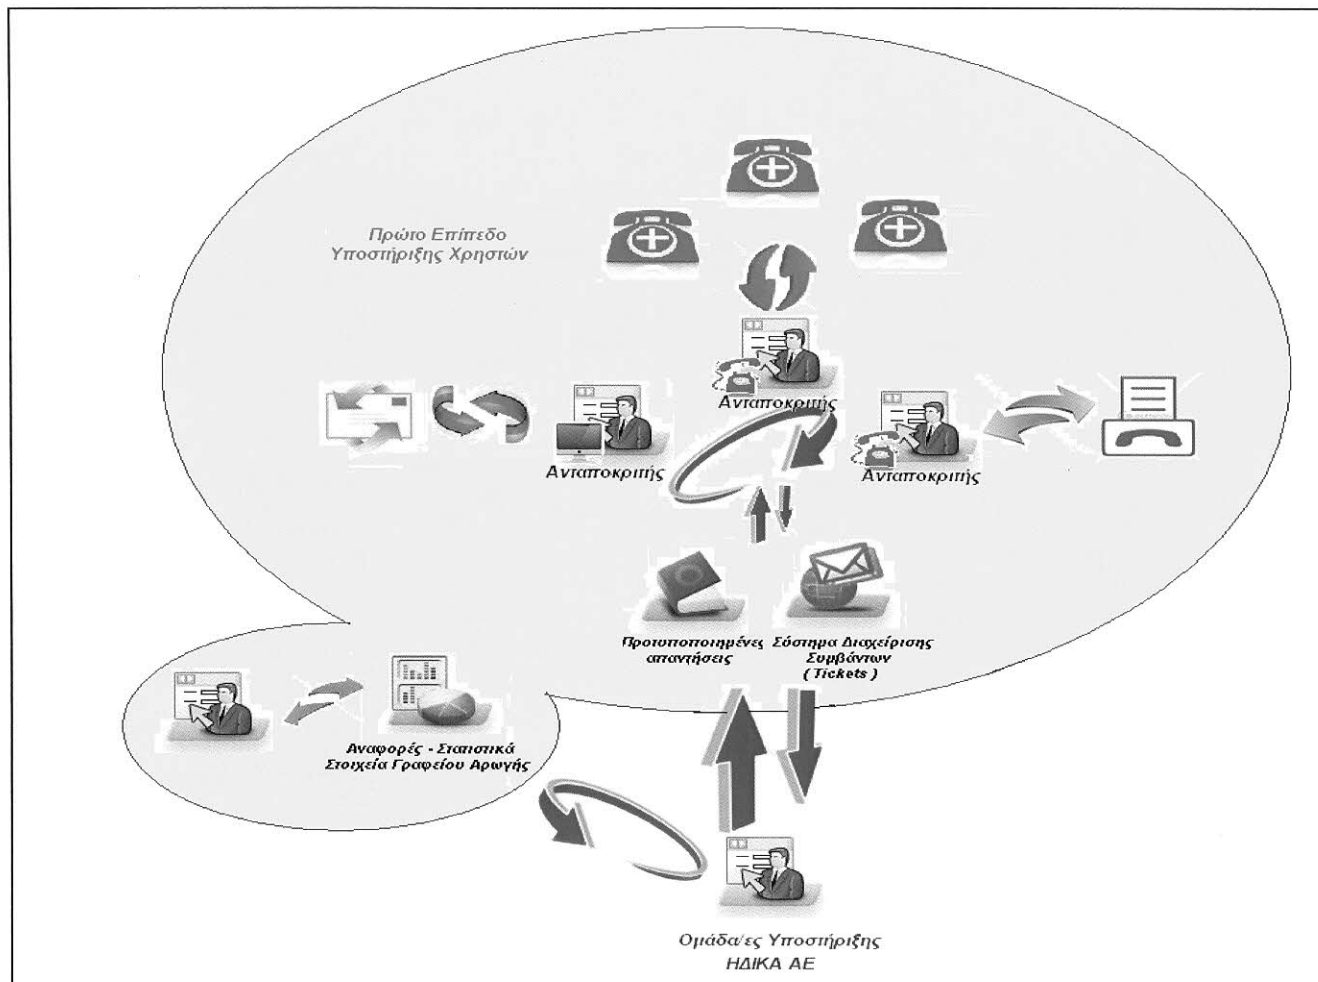 Πρώτο Επίπεδο
Υποστήριξης Χρηστών
Ανταποκριτής
Ανταποκριτής
Ανταποκριτής
Προτυποποιημένες
απαντήσεις
Σύστημα Διαχείρισης
Συμβάντων
( Tickets )
Αναφορές - Στατιστικά
Στοιχεία Γραφείου Αρωγής
Ομάδα/ες Υποστήριξης
ΗΔΙΚΑ ΑΕ